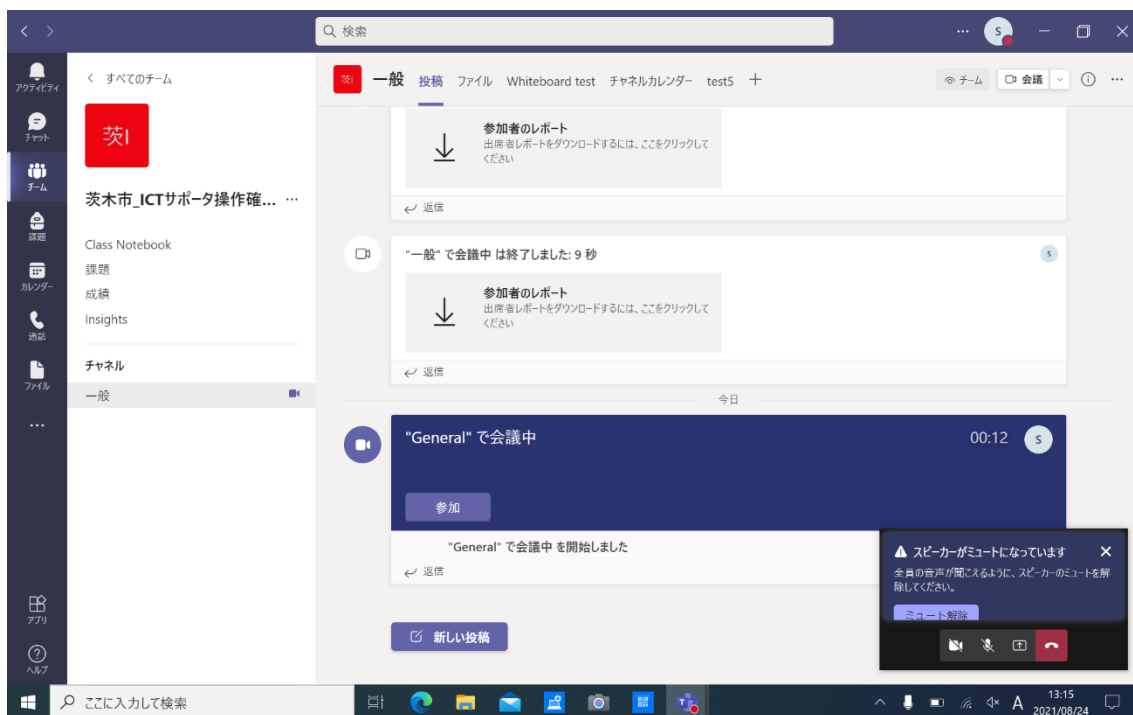 検索
S
アクティビティ
チャット
チーム
課題
カレンダー
通話
ファイル
アプリ
ヘルプ
すべてのチーム
茨I
茨木市_ICTサポータ操作確...
Class Notebook
課題
成績
Insights
チャネル
一般
茨I
一般
投稿
ファイル
Whiteboard test
チャネルカレンダー
test5
チーム
会議
参加者のレポート
出席者レポートをダウンロードするには、ここをクリックして
ください
返信
"一般" で会議中 は終了しました: 9 秒
S
参加者のレポート
出席者レポートをダウンロードするには、ここをクリックして
ください
返信
今日
"General" で会議中
00:12
S
参加
"General" で会議中 を開始しました
返信
新しい投稿
スピーカーがミュートになっています
全員の音声が聞こえるように、スピーカーのミュートを解
除してください。
ミュート解除
ここに入力して検索
A
13:15
2021/08/24